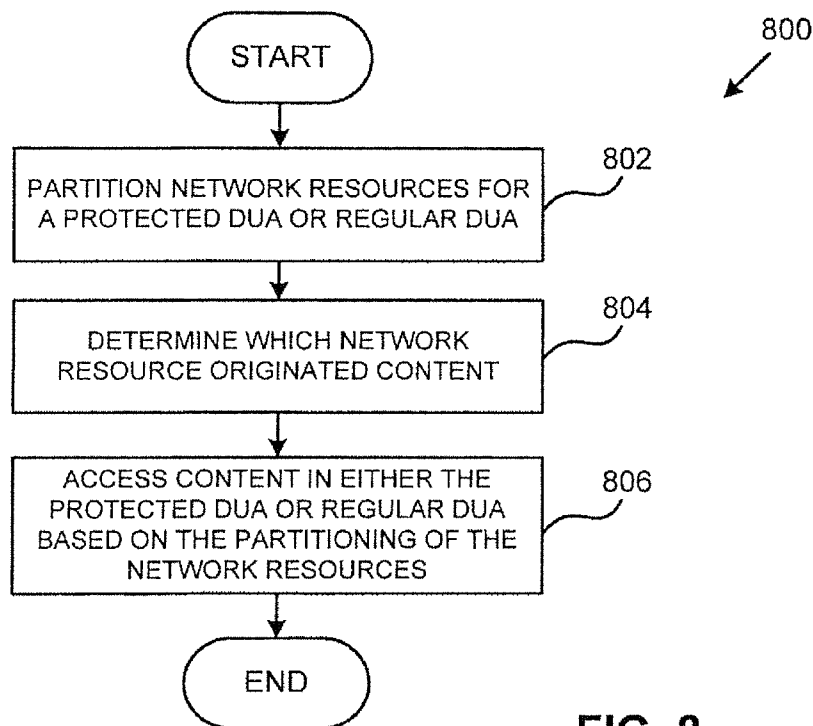 START
800
PARTITION NETWORK RESOURCES FOR
A PROTECTED DUA OR REGULAR DUA
802
DETERMINE WHICH NETWORK
RESOURCE ORIGINATED CONTENT
804
ACCESS CONTENT IN EITHER THE
PROTECTED DUA OR REGULAR DUA
BASED ON THE PARTITIONING OF THE
NETWORK RESOURCES
806
END
FIG. 8